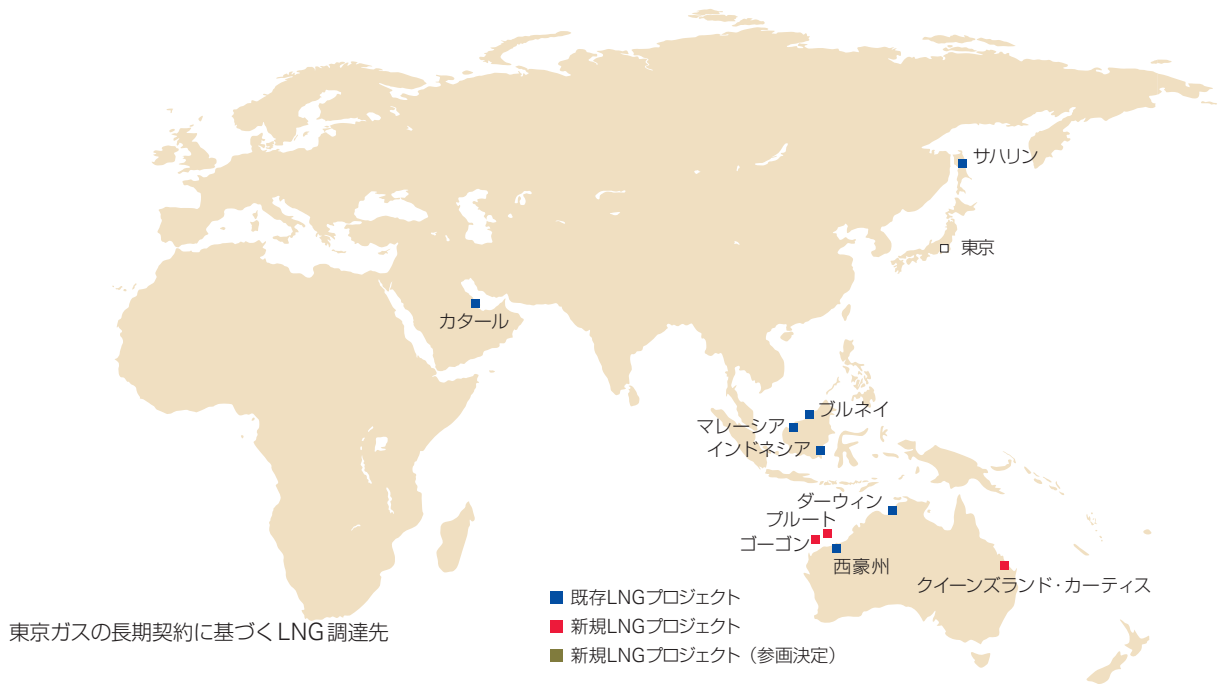 サハリン
東京
カタール
ブルネイ
マレーシア
インドネシア
ダーウィン
プルート
ゴーゴン
西豪州
クイーンズランド・カーティス
既存LNGプロジェクト
新規LNGプロジェクト
新規LNGプロジェクト（参画決定）
東京ガスの長期契約に基づくLNG調達先